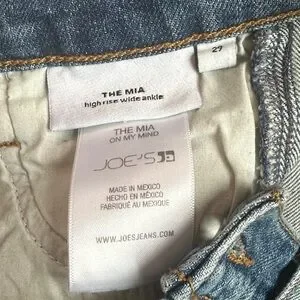 27
THE MIA
high rise wide ankle
THE MIA
ON MY MIND
JOE'S
MADE IN MEXICO
HECHO EN MÉXICO
FABRIQUÉ AU MEXIQUE
WWW.JOESJEANS.COM